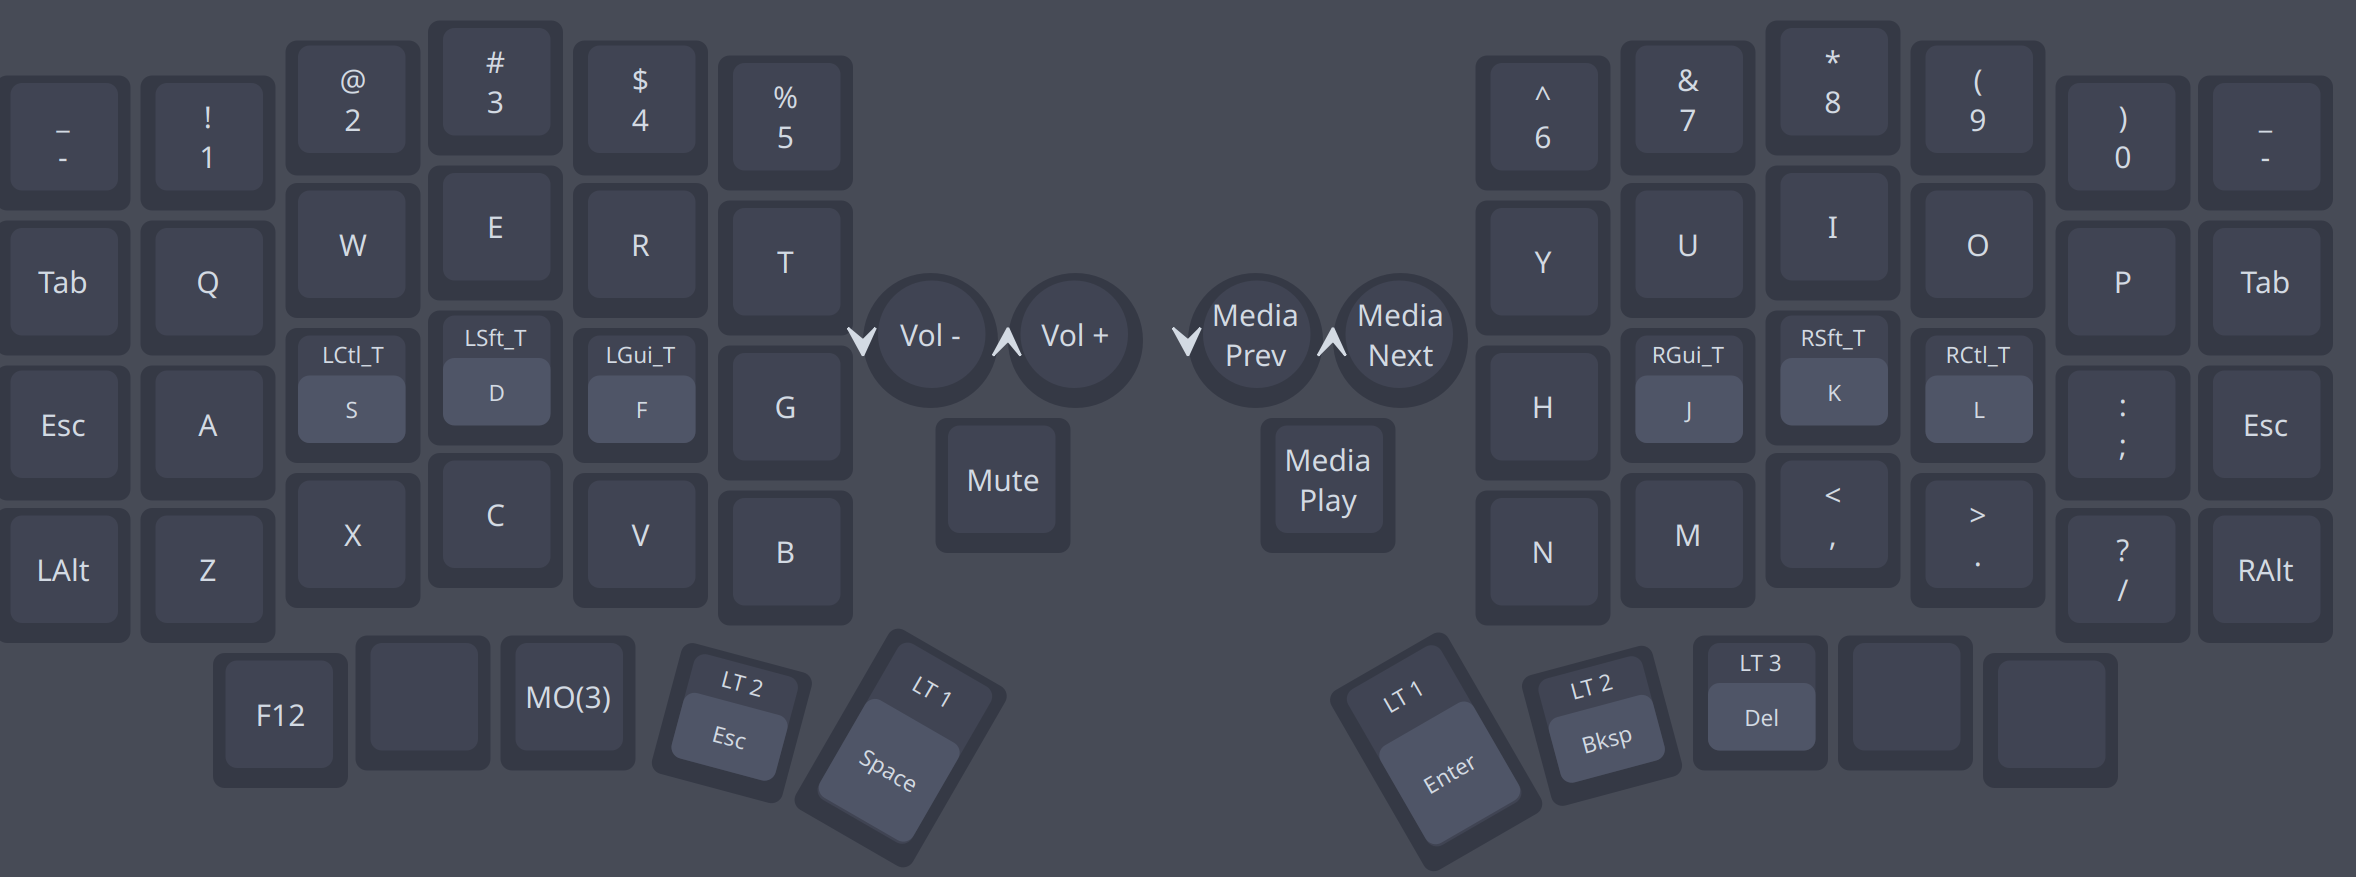 _
-
!
1
@
2
#
3
$
4
%
5
^
6
&
7
*
8
(
9
)
0
_
-
Tab
Q
W
E
R
T
Vol -
Vol +
Media
Prev
Media
Next
Y
U
I
O
P
Tab
Esc
A
LCtl_T
S
LSft_T
D
LGui_T
F
G
Mute
Media
Play
H
RGui_T
J
RSft_T
K
RCtl_T
L
:
;
Esc
LAlt
Z
X
C
V
B
N
M
<
,
>
.
?
/
RAlt
F12
MO(3)
LT 2
Esc
LT 1
Space
LT 1
Enter
LT 2
Bksp
LT 3
Del